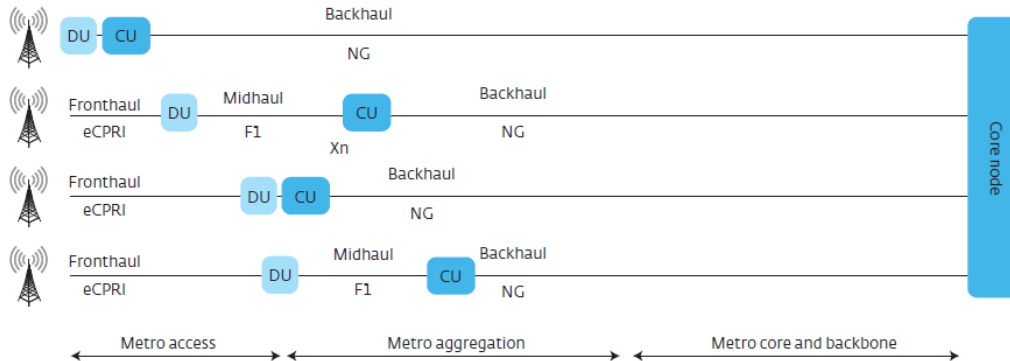 Backhaul
DU CU
NG
Fronthaul DU Midhaul CU Backhaul
eCPRI F1 NG
Xn
Fronthaul DU CU Backhaul
eCPRI NG
Fronthaul DU Midhaul CU Backhaul
eCPRI F1 NG
Core node
Metro access Metro aggregation Metro core and backbone